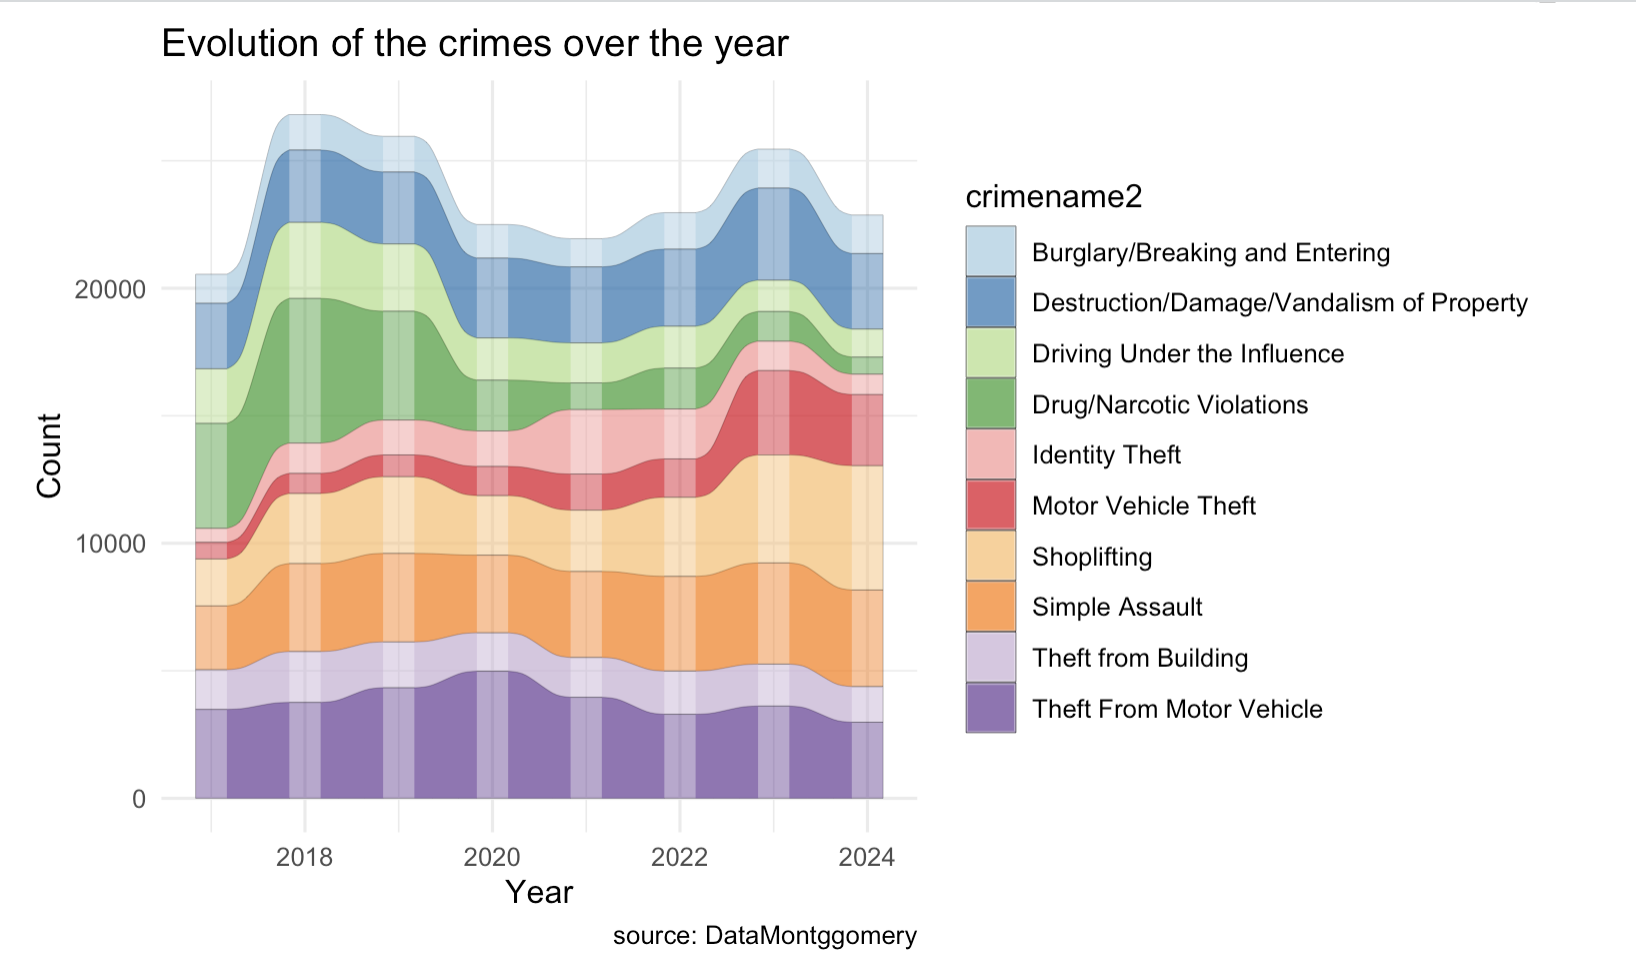 Evolution of the crimes over the year
Count
20000
10000
0
2018
2020
2022
2024
Year
source: DataMontggomery
crimename2
Burglary/Breaking and Entering
Destruction/Damage/Vandalism of Property
Driving Under the Influence
Drug/Narcotic Violations
Identity Theft
Motor Vehicle Theft
Shoplifting
Simple Assault
Theft from Building
Theft From Motor Vehicle